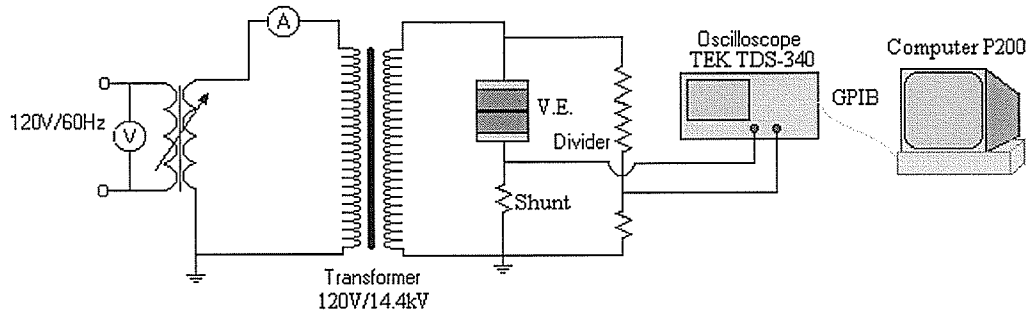 A
Oscilloscope
TEK TDS-340
Computer P200
GPIB
120V/60Hz
V
V.E.
Divider
Shunt
Transformer
120V/14.4kV